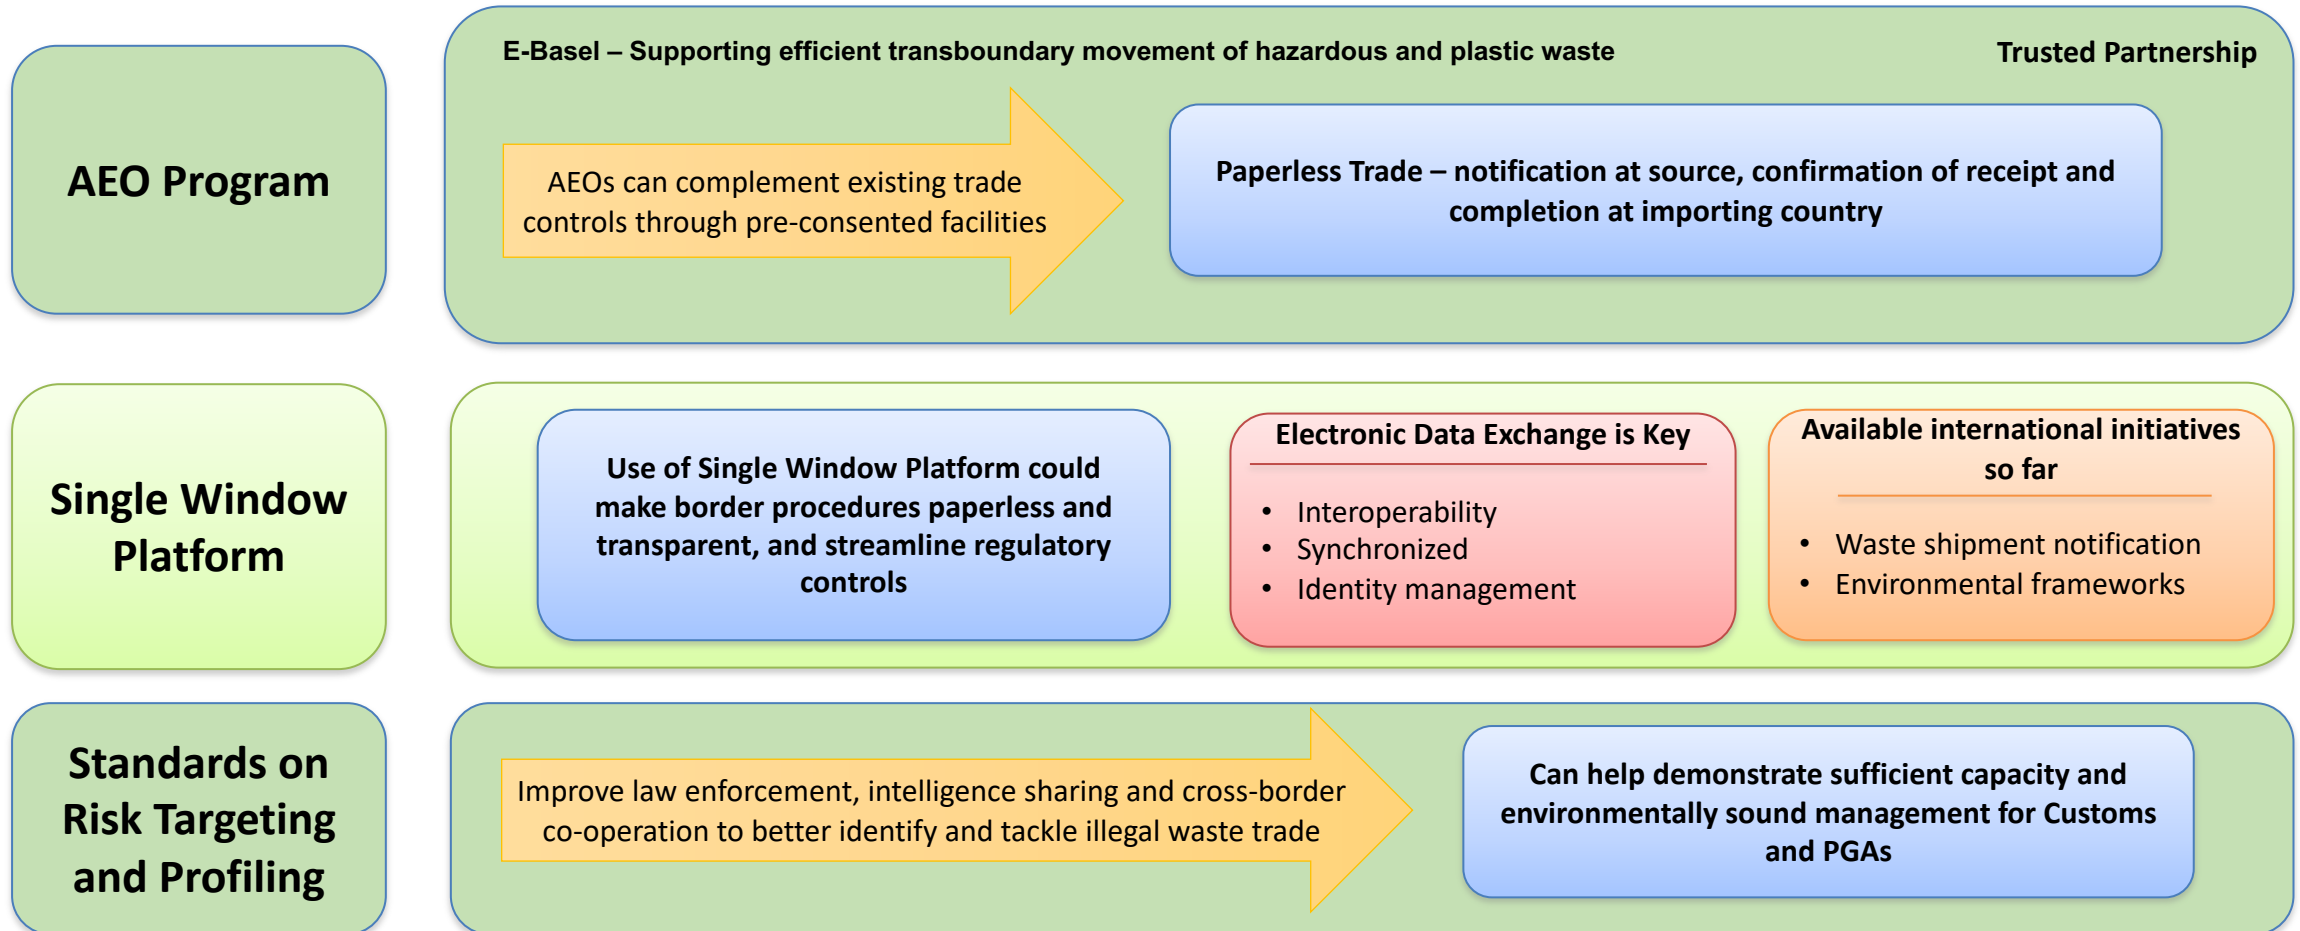 AEO Program
E-Basel – Supporting efficient transboundary movement of hazardous and plastic waste
Trusted Partnership
AEOs can complement existing trade
controls through pre-consented facilities
Paperless Trade – notification at source, confirmation of receipt and
completion at importing country
Single Window
Platform
Use of Single Window Platform could
make border procedures paperless and
transparent, and streamline regulatory
controls
Electronic Data Exchange is Key
• Interoperability
• Synchronized
• Identity management
Available international initiatives
so far
• Waste shipment notification
• Environmental frameworks
Standards on
Risk Targeting
and Profiling
Improve law enforcement, intelligence sharing and cross-border
co-operation to better identify and tackle illegal waste trade
Can help demonstrate sufficient capacity and
environmentally sound management for Customs
and PGAs